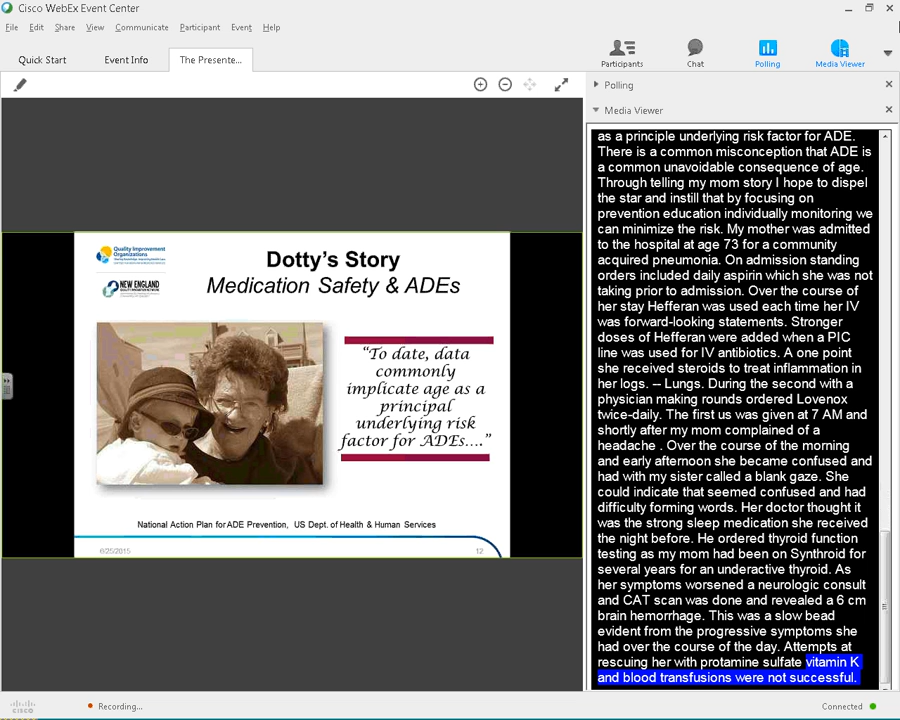 Cisco WebEx Event Center
File Edit Share View Communicate Participant Event Help
Quick Start Event Info The Presente...
Participants Chat Polling Media Viewer
Polling
Media Viewer
Quality Improvement
Organizations
NEW ENGLAND
Dotty's Story
Medication Safety & ADEs
“To date, data
commonly
implicate age as a
principal
underlying risk
factor for ADEs….”
National Action Plan for ADE Prevention, US Dept. of Health & Human Services
6/25/2015 12
as a principle underlying risk factor for ADE.
There is a common misconception that ADE is
a common unavoidable consequence of age.
Through telling my mom story I hope to dispel
the star and instill that by focusing on
prevention education individually monitoring we
can minimize the risk. My mother was admitted
to the hospital at age 73 for a community
acquired pneumonia. On admission standing
orders included daily aspirin which she was not
taking prior to admission. Over the course of
her stay Hefferan was used each time her IV
was forward-looking statements. Stronger
doses of Hefferan were added when a PIC
line was used for IV antibiotics. A one point
she received steroids to treat inflammation in
her logs. -- Lungs. During the second with a
physician making rounds ordered Lovenox
twice-daily. The first us was given at 7 AM and
shortly after my mom complained of a
headache . Over the course of the morning
and early afternoon she became confused and
had with my sister called a blank gaze. She
could indicate that seemed confused and had
difficulty forming words. Her doctor thought it
was the strong sleep medication she received
the night before. He ordered thyroid function
testing as my mom had been on Synthroid for
several years for an underactive thyroid. As
her symptoms worsened a neurologic consult
and CAT scan was done and revealed a 6 cm
brain hemorrhage. This was a slow bead
evident from the progressive symptoms she
had over the course of the day. Attempts at
rescuing her with protamine sulfate vitamin K
and blood transfusions were not successful.
cisco Recording... Connected